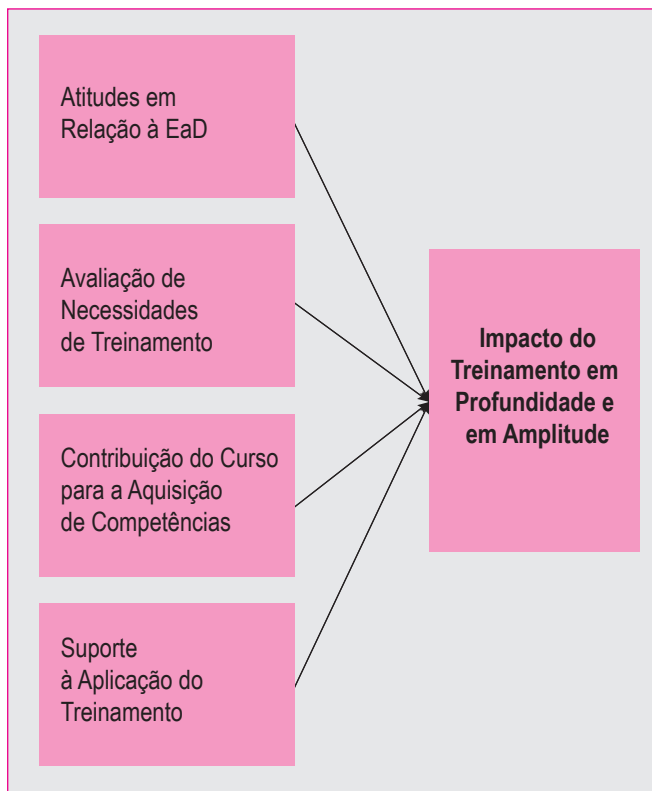 Atitudes em
Relação à EaD
Avaliação de
Necessidades
de Treinamento
Contribuição do Curso
para a Aquisição
de Competências
Suporte
à Aplicação do
Treinamento
Impacto do
Treinamento em
Profundidade e
em Amplitude